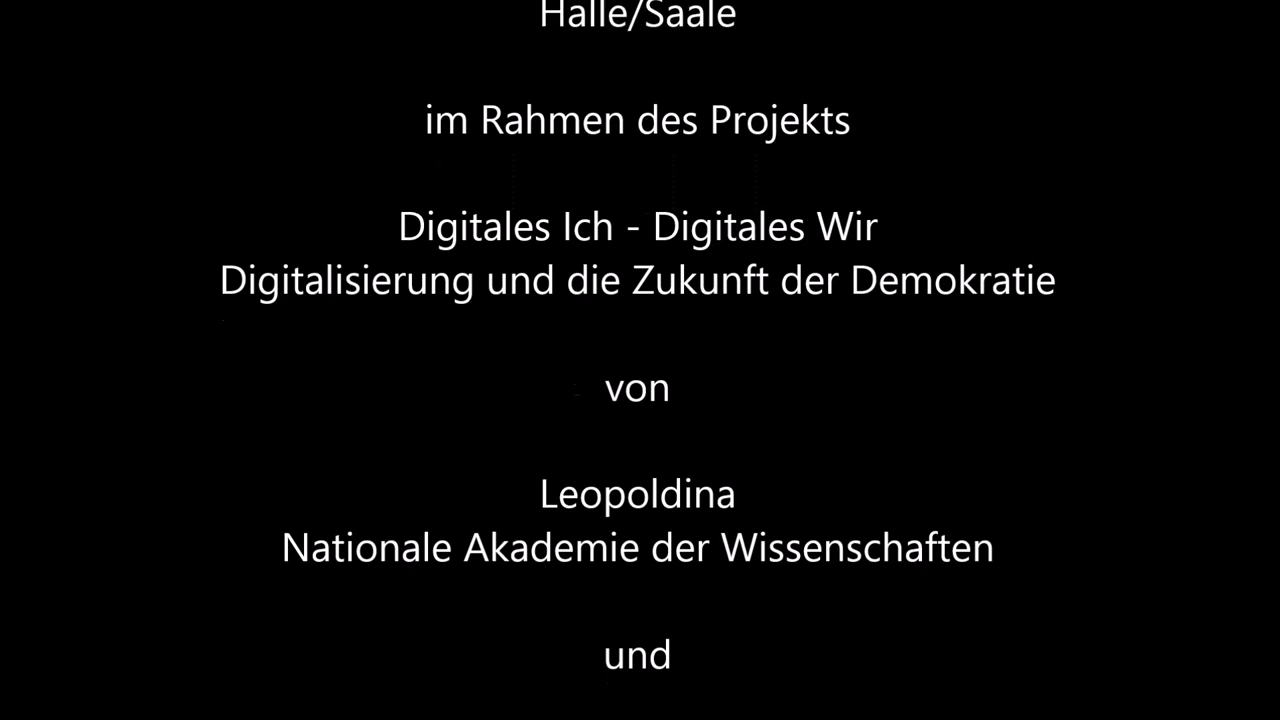 Halle/Saale
im Rahmen des Projekts
Digitales Ich - Digitales Wir
Digitalisierung und die Zukunft der Demokratie
von
Leopoldina
Nationale Akademie der Wissenschaften
und